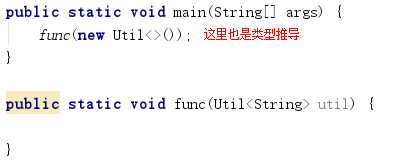 public static void main(String[] args) {
func(new Util<>()); 这里也是类型推导
}
public static void func(Util<String> util) {
}